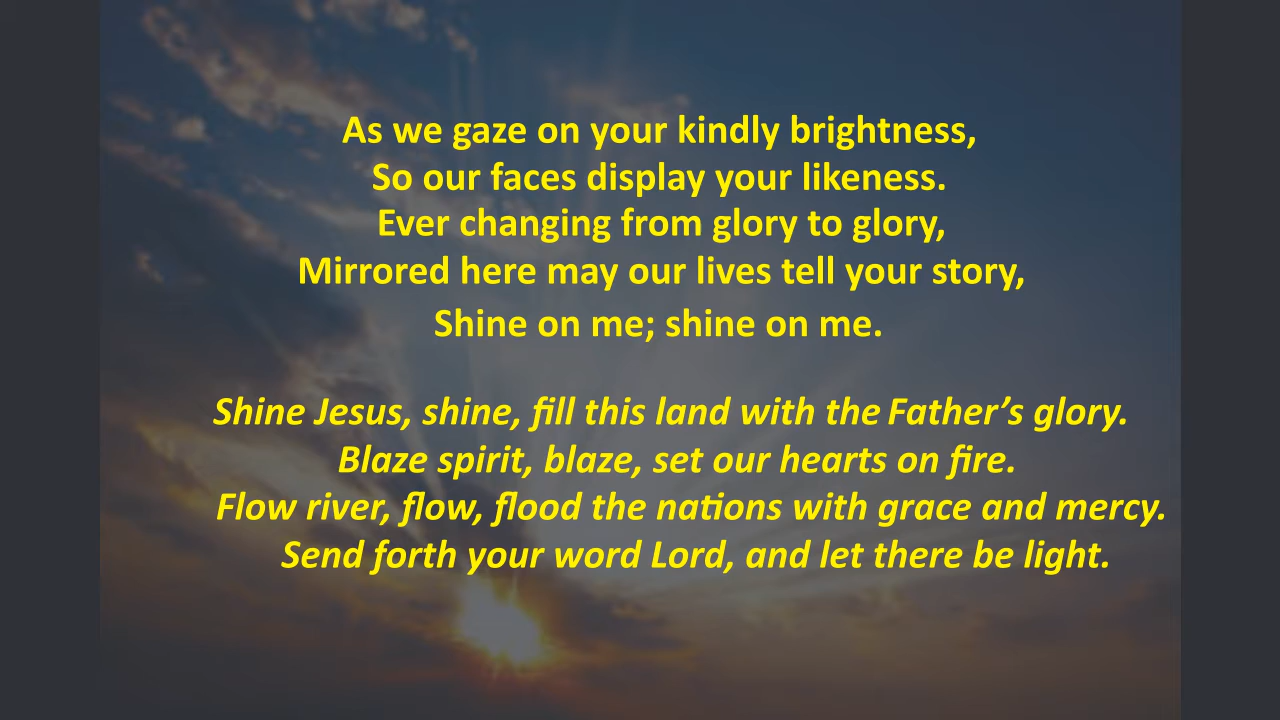 As we gaze on your kindly brightness,
So our faces display your likeness.
Ever changing from glory to glory,
Mirrored here may our lives tell your story,
Shine on me; shine on me.
Shine Jesus, shine, fill this land with the Father’s glory.
Blaze spirit, blaze, set our hearts on fire.
Flow river, flow, flood the nations with grace and mercy.
Send forth your word Lord, and let there be light.